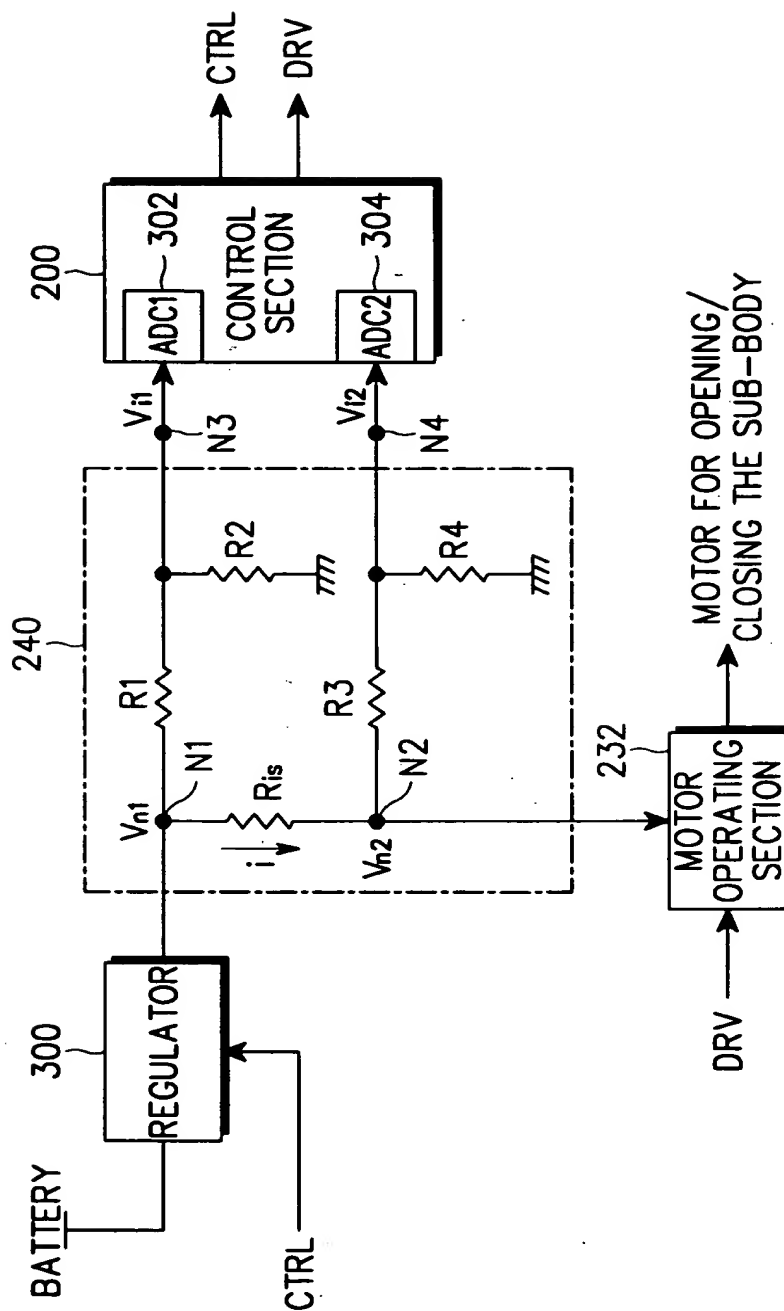 BATTERY
300
REGULATOR
CTRL
240
Vn1
N1
R1
R2
Ris
i
Vn2
N2
R3
R4
Vi1
N3
Vi2
N4
200
ADC1
302
CONTROL
SECTION
ADC2
304
CTRL
DRV
232
MOTOR
OPERATING
SECTION
DRV
MOTOR FOR OPENING/
CLOSING THE SUB-BODY